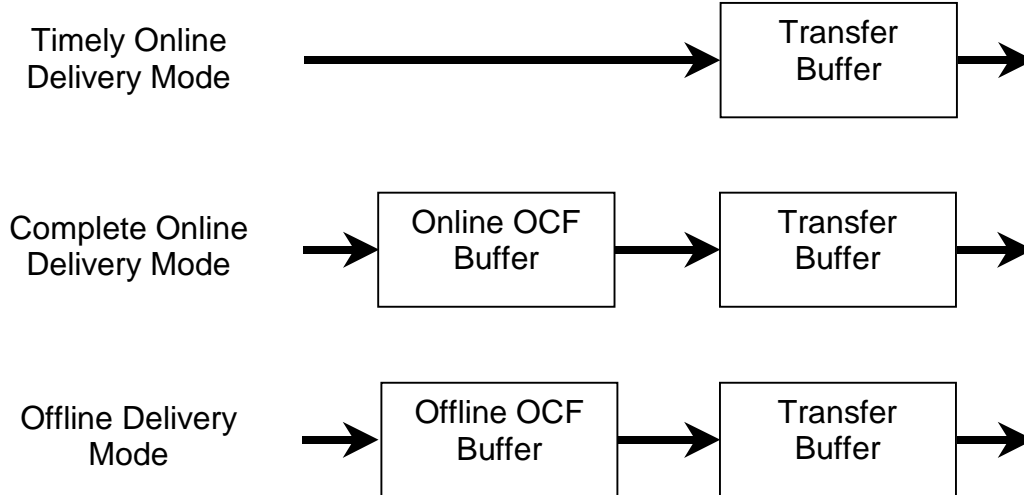 Timely Online
Delivery Mode
Transfer
Buffer
Complete Online
Delivery Mode
Online OCF
Buffer
Transfer
Buffer
Offline Delivery
Mode
Offline OCF
Buffer
Transfer
Buffer